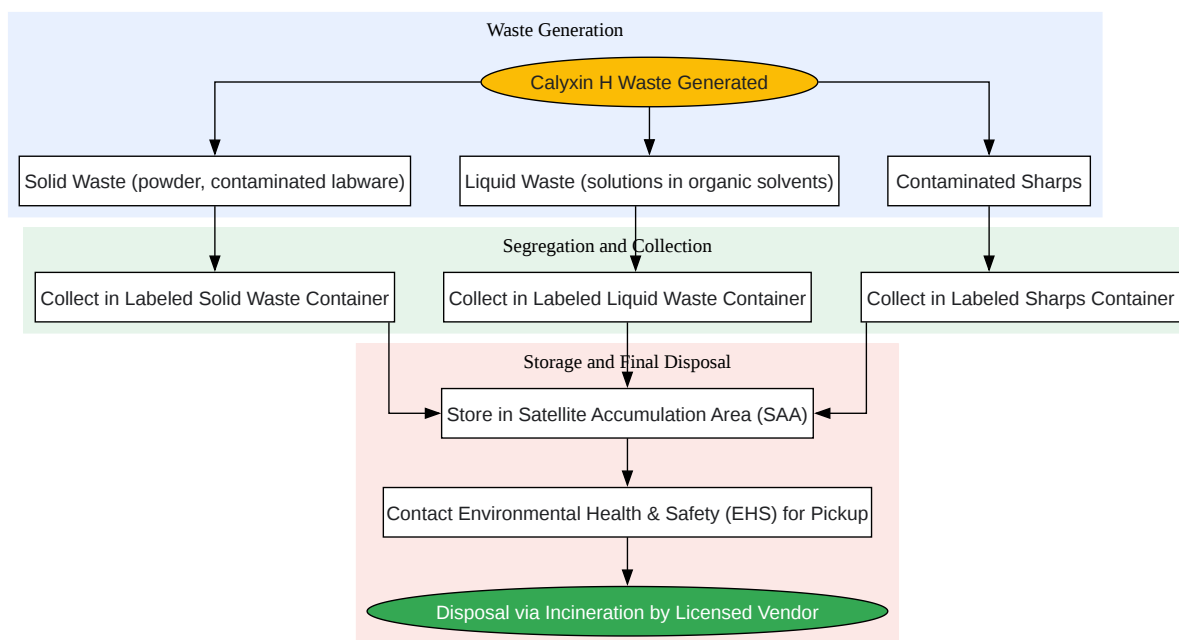 Waste Generation
Calyxin H Waste Generated
Solid Waste (powder, contaminated labware)
Liquid Waste (solutions in organic solvents)
Contaminated Sharps
Segregation and Collection
Collect in Labeled Solid Waste Container
Collect in Labeled Liquid Waste Container
Collect in Labeled Sharps Container
Storage and Final Disposal
Store in Satellite Accumulation Area (SAA)
Contact Environmental Health & Safety (EHS) for Pickup
Disposal via Incineration by Licensed Vendor